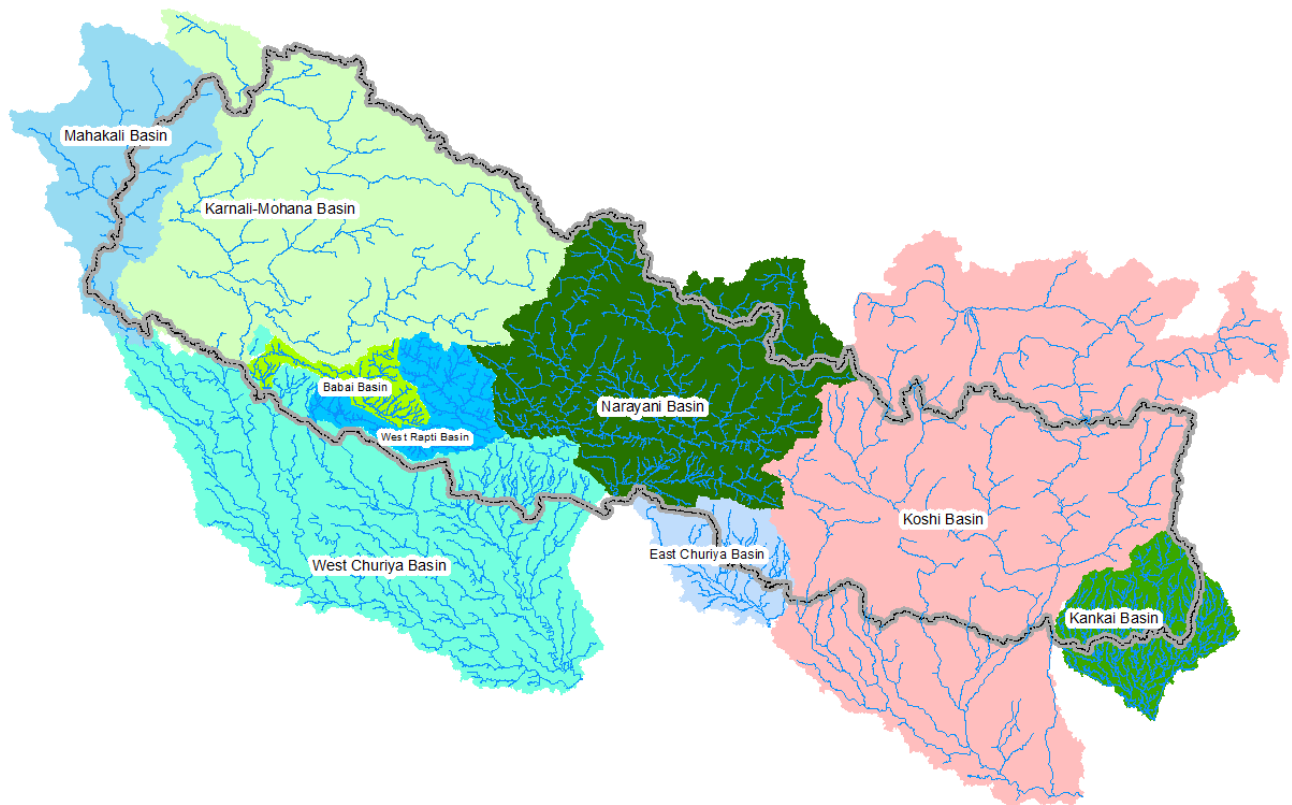 Mahakali Basin
Karnali-Mohana Basin
Babai Basin
Narayani Basin
West Rapti Basin
Koshi Basin
East Churiya Basin
West Churiya Basin
Kankai Basin